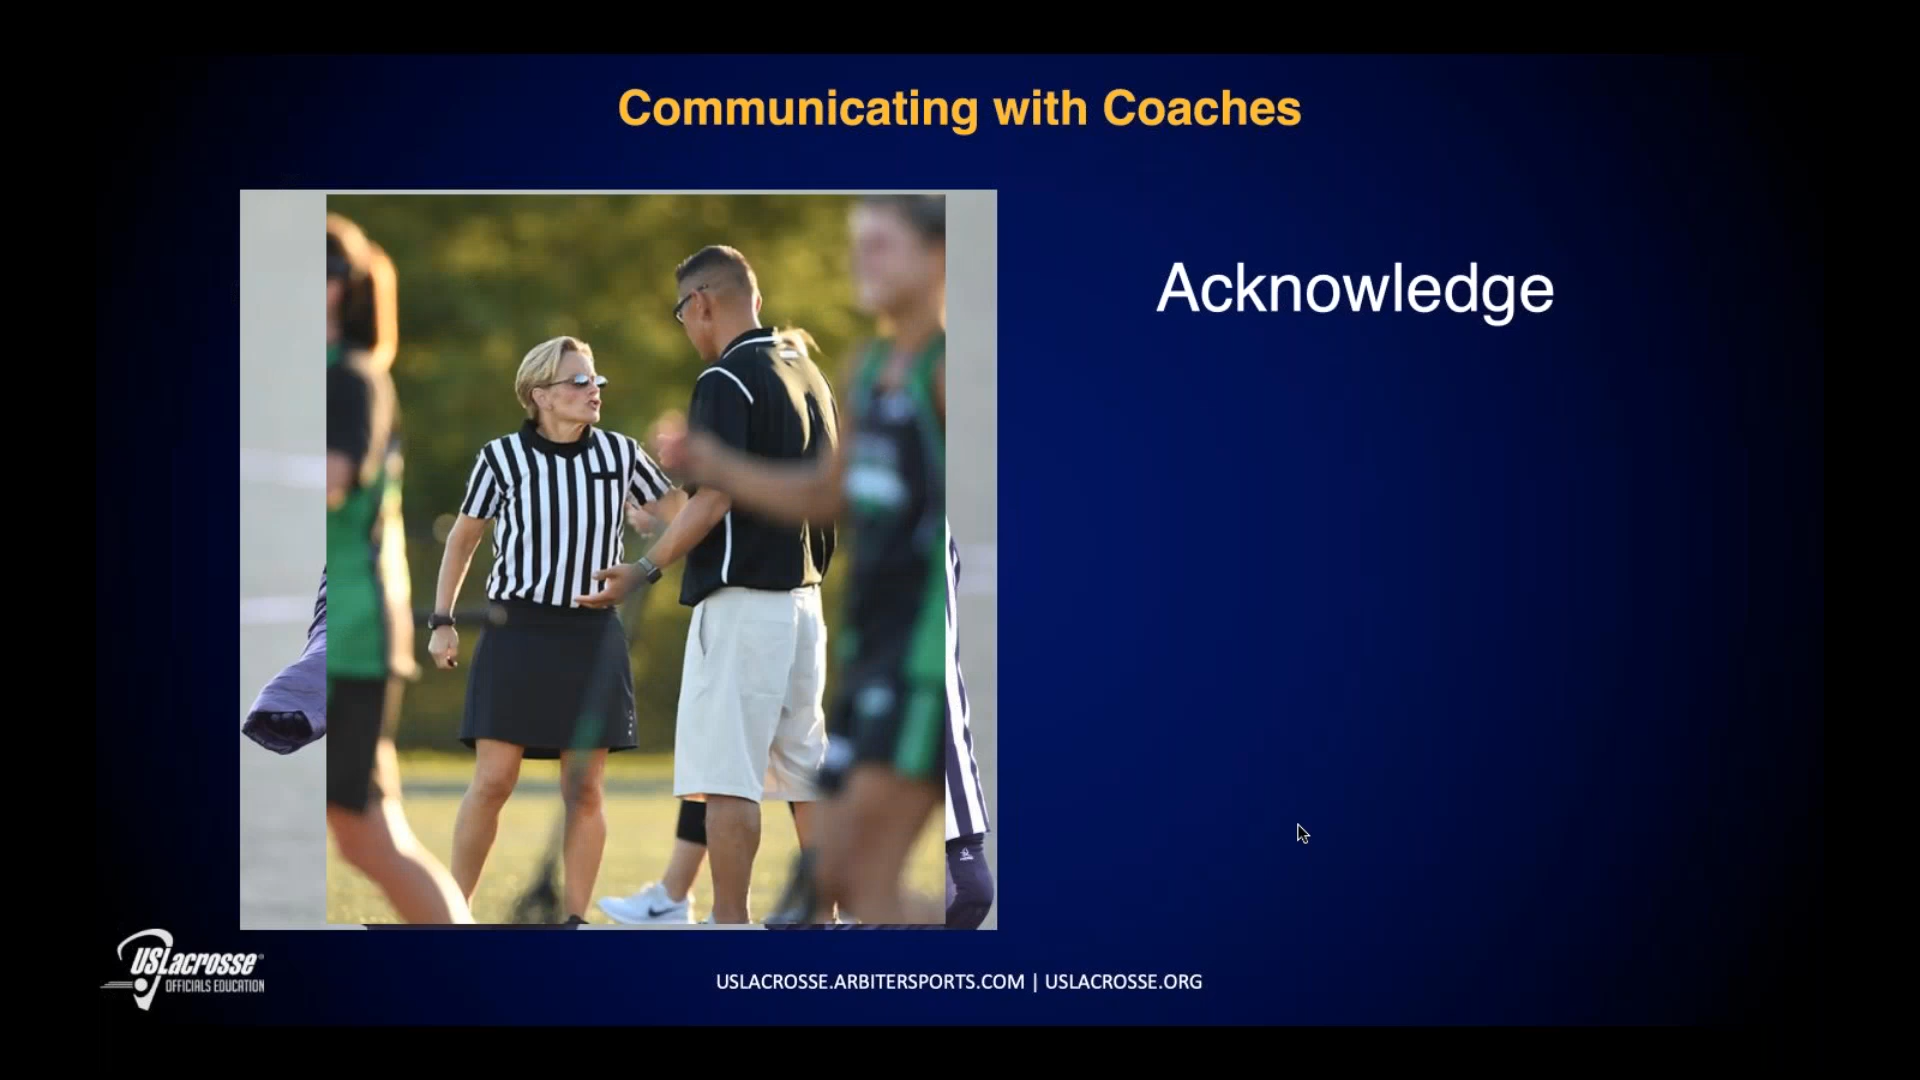 Communicating with Coaches
Acknowledge
USLacrosse
OFFICIALS EDUCATION
USLACROSSE.ARBITERSPORTS.COM | USLACROSSE.ORG